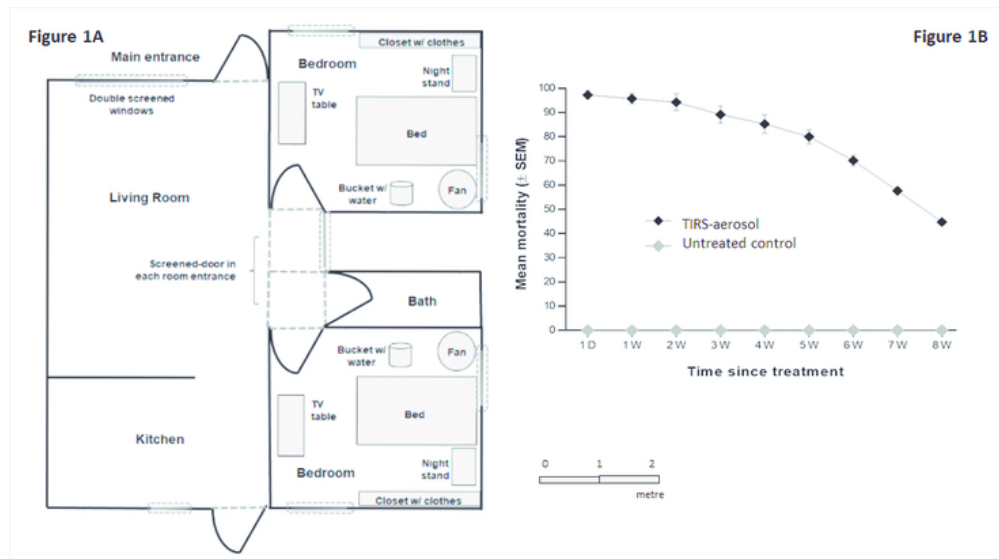 Figure 1A
Main entrance
Double screened
windows
Living Room
Screened-door in
each room entrance
Kitchen
Closet w/ clothes
Bedroom
Night
stand
TV
table
Bed
Bucket w/
water
Fan
Bath
Bucket w/
water
Fan
TV
table
Bed
Bedroom
Night
stand
Closet w/ clothes
Figure 1B
Mean mortality (± SEM)
100
90
80
70
60
50
40
30
20
10
0
TIRS-aerosol
Untreated control
1 D 1 W 2 W 3 W 4 W 5 W 6 W 7 W 8 W
Time since treatment
0 1 2
metre